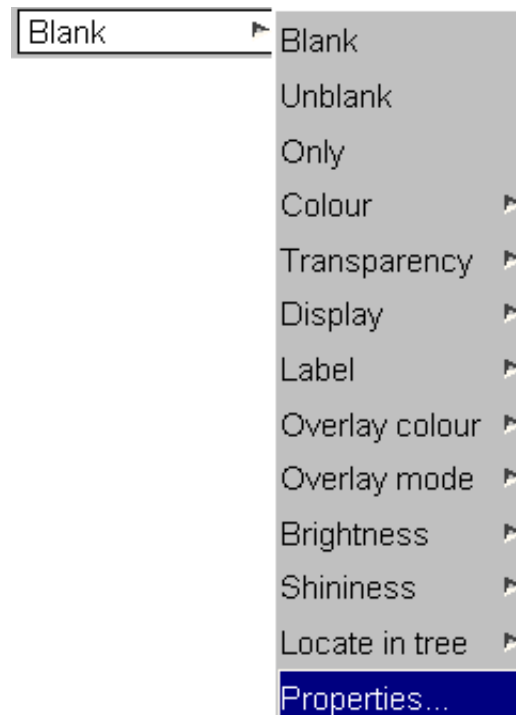 Blank
Blank
Unblank
Only
Colour
Transparency
Display
Label
Overlay colour
Overlay mode
Brightness
Shininess
Locate in tree
Properties...